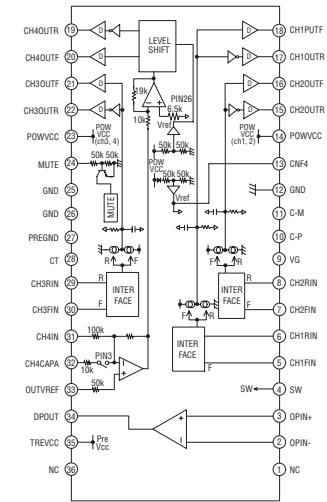 CH4OUTR 19
D
LEVEL SHIFT
D
18 CH1PUTF
CH4OUTF 20
D
D
17 CH1OUTR
CH3OUTF 21
D
19k
PIN26
6.5k
D
16 CH2OUTF
CH3OUTR 22
D
10k
Vref
D
15 CH2OUTR
POWVCC 23
POW VCC (ch3, 4)
POW VCC (ch1, 2)
14 POWVCC
MUTE 24
50k 50k
50k 50k
POW VCC
50k 50k
13 CNF4
GND 25
MUTE
Vref
12 GND
GND 26
11 C-M
PREGND 27
10 C-P
CT 28
R F
F R
R F
9 VG
CH3RIN 29
R
INTER FACE
INTER FACE
R
8 CH2RIN
CH3FIN 30
F
F
7 CH2FIN
CH4IN 31
100k
INTER FACE
R
6 CH1RIN
CH4CAPA 32
10k
PIN3
F
5 CH1FIN
OUTVREF 33
50k
SW
4 SW
DPOUT 34
3 OPIN+
TREVCC 35
Pre Vcc
2 OPIN-
NC 36
1 NC